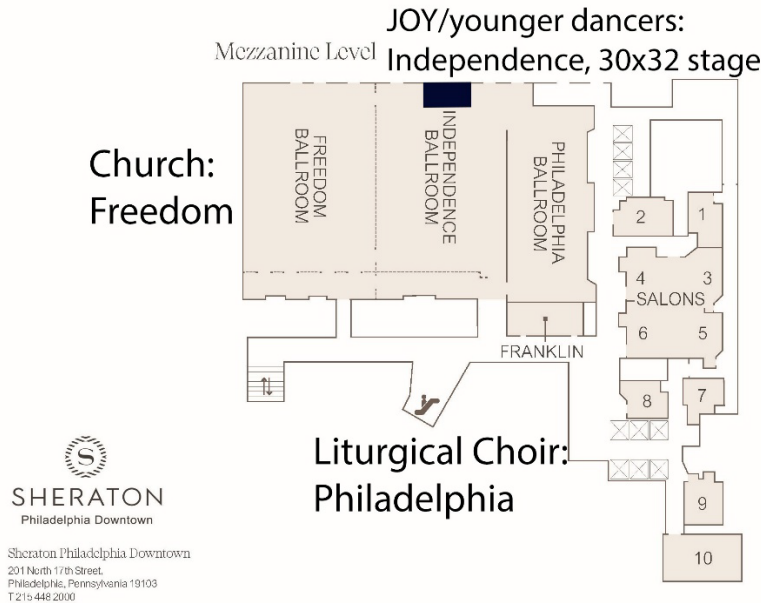 JOY/younger dancers:
Mezzanine Level
Independence, 30x32 stage
Church:
Freedom
FREEDOM
BALLROOM
INDEPENDENCE
BALLROOM
PHILADELPHIA
BALLROOM
2
1
4
3
SALONS
6
5
FRANKLIN
8
7
Liturgical Choir:
Philadelphia
9
10
S
SHERATON
Philadelphia Downtown
Sheraton Philadelphia Downtown
201 North 17th Street,
Philadelphia, Pennsylvania 19103
T 215 448 2000